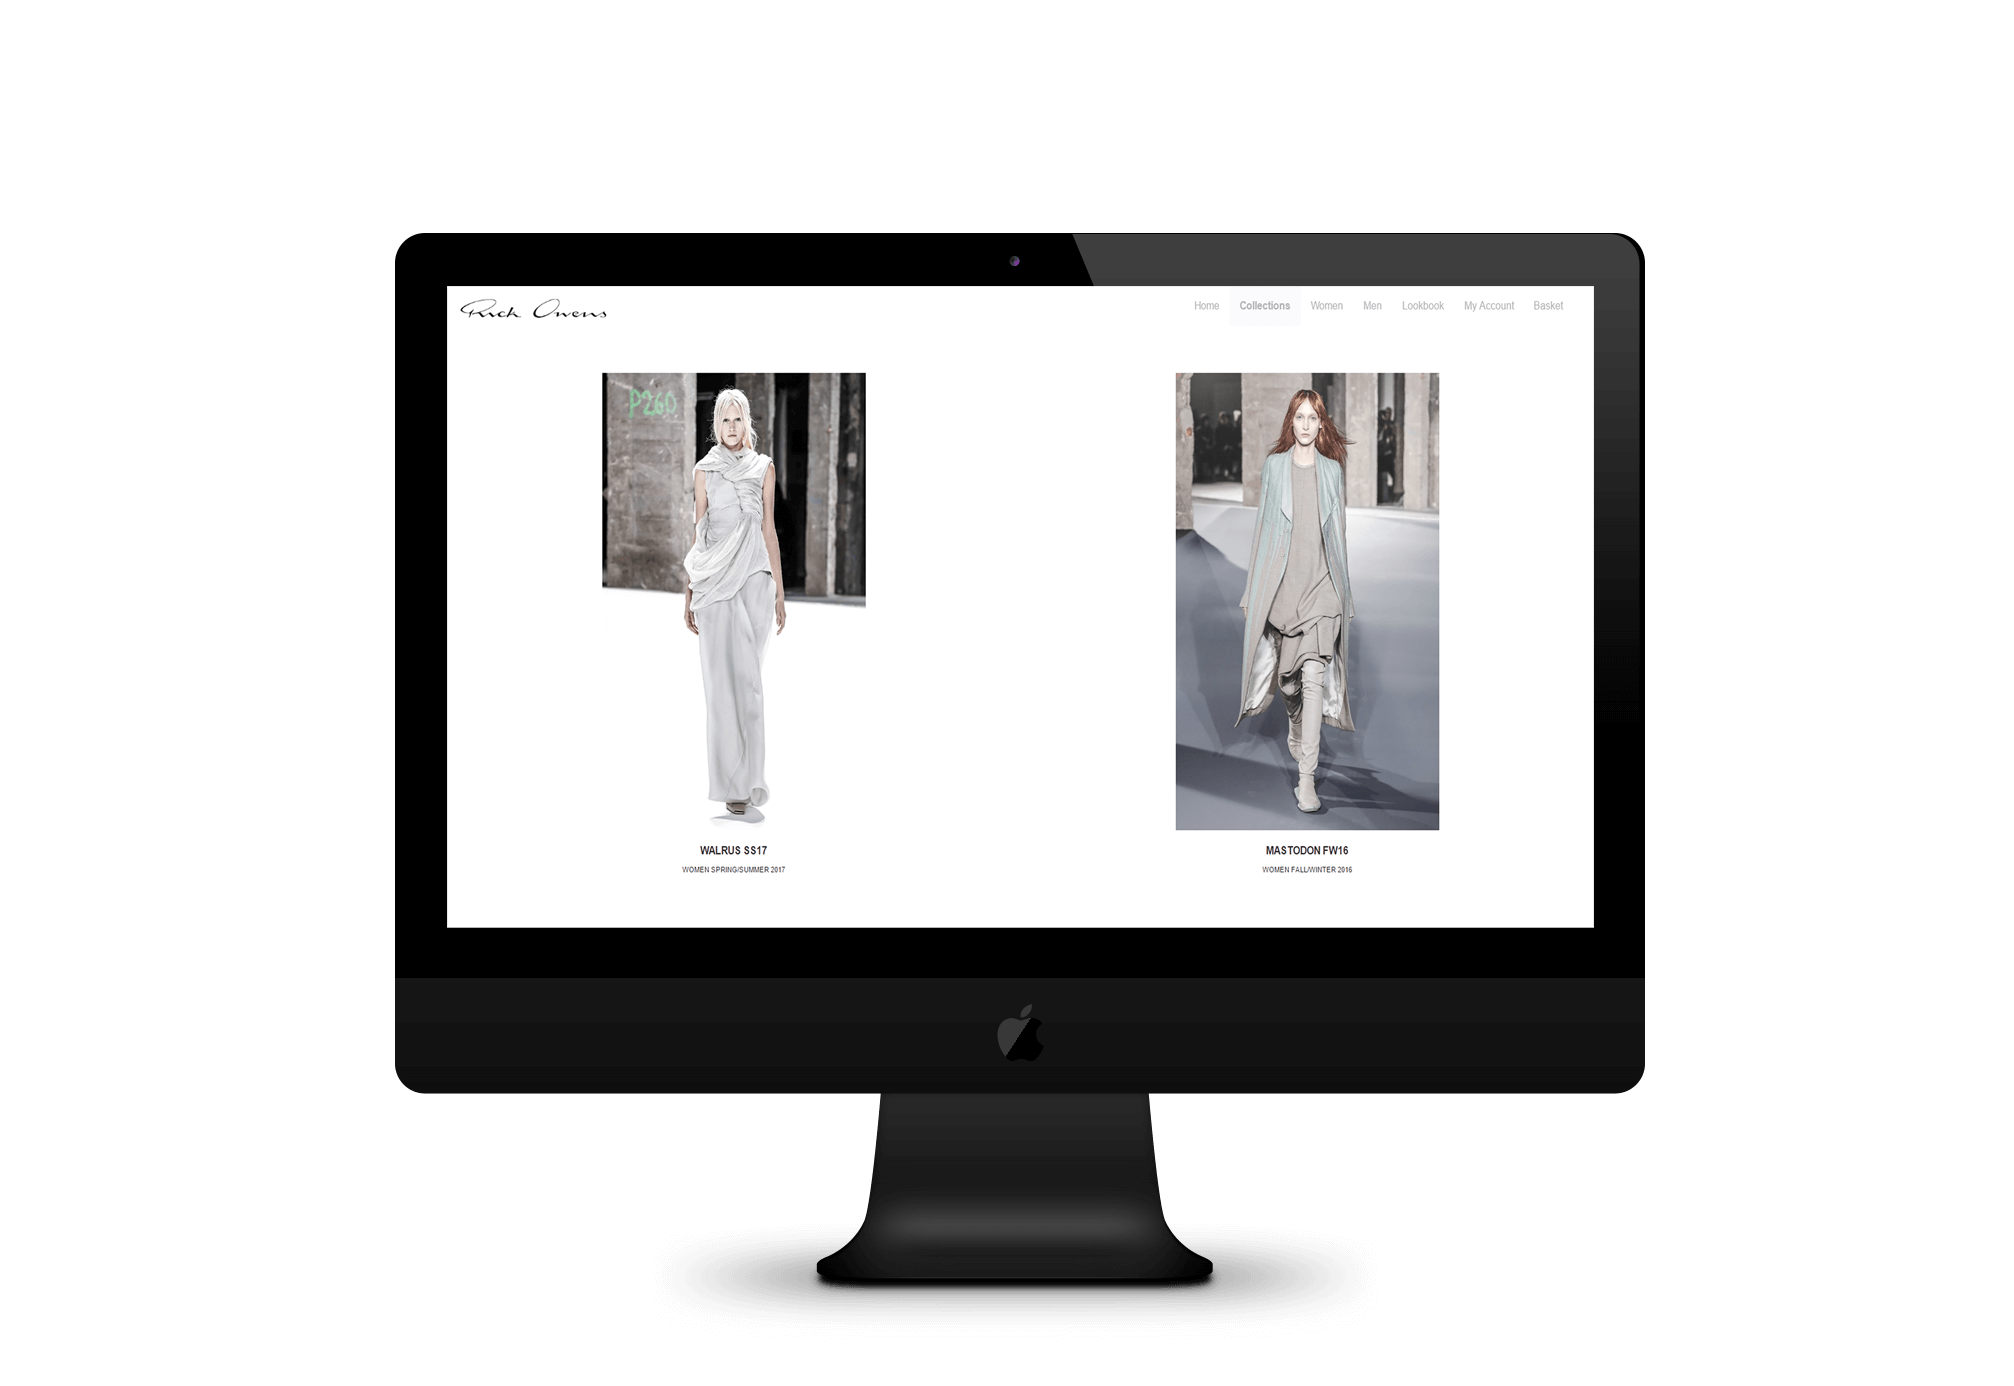 Rick Owens
Home Collections Women Men Lookbook My Account Basket
P260
WALRUS SS17
WOMEN SPRING/SUMMER 2017
MASTODON FW16
WOMEN FALL/WINTER 2016